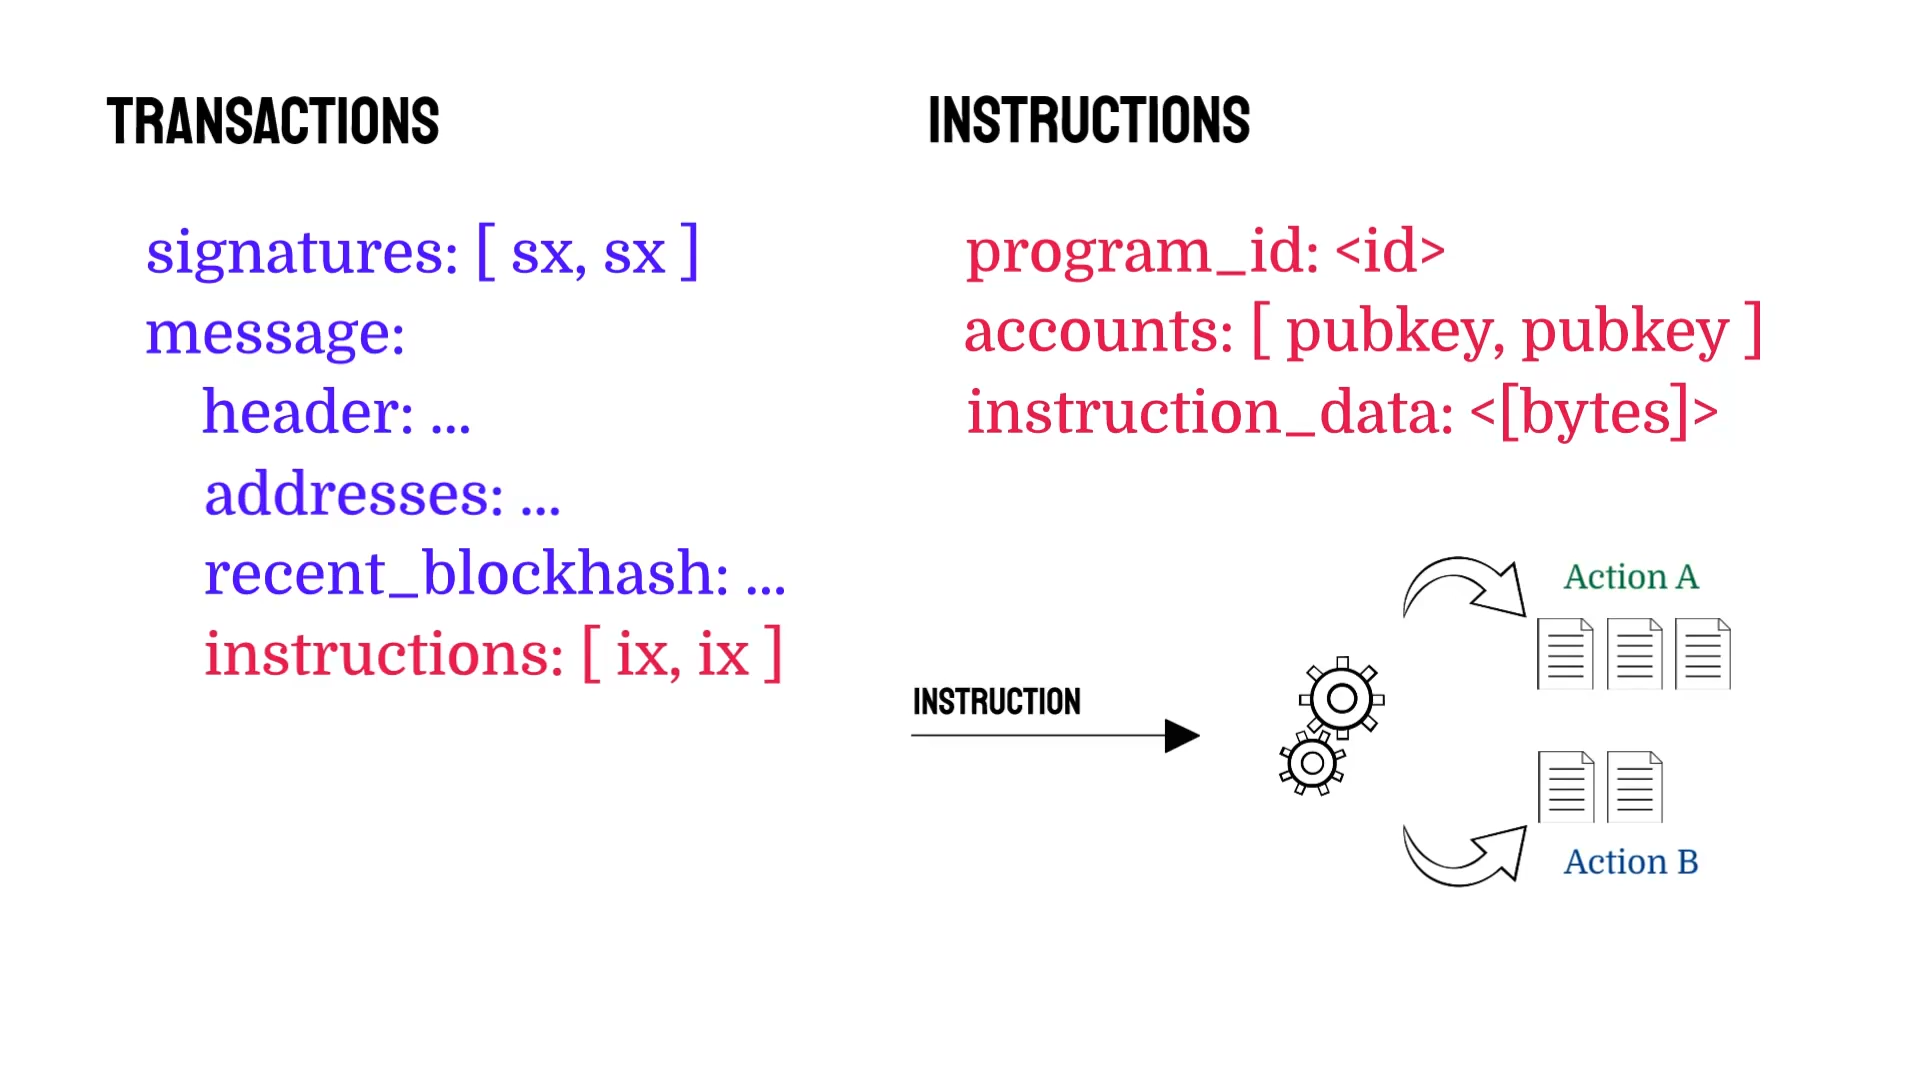 TRANSACTIONS
signatures: [ sx, sx ]
message:
header: ...
addresses: ...
recent_blockhash: ...
instructions: [ ix, ix ]
INSTRUCTIONS
program_id: <id>
accounts: [ pubkey, pubkey ]
instruction_data: <[bytes]>
INSTRUCTION
Action A
Action B